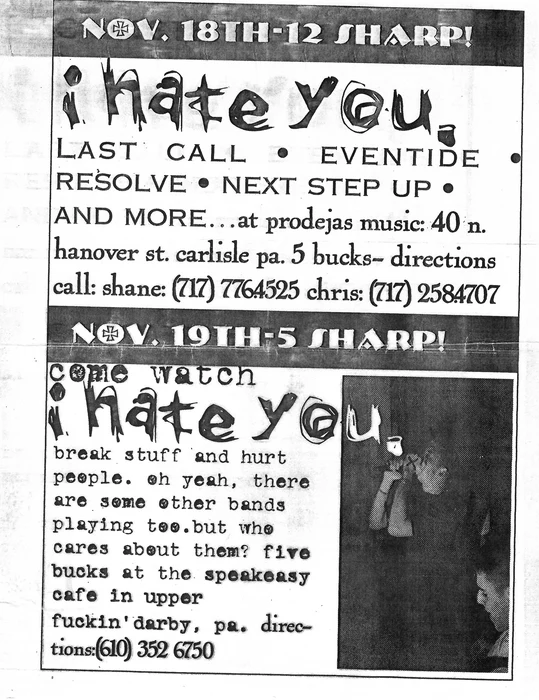 NOV. 18TH-12 SHARP!
i hate you.
LAST CALL • EVENTIDE •
RESOLVE • NEXT STEP UP •
AND MORE...at prodejas music: 40 n.
hanover st. carlisle pa. 5 bucks– directions
call: shane: (717) 7764525 chris: (717) 2584707
NOV. 19TH-5 SHARP!
come watch
i hate you
break stuff and hurt
people. oh yeah, there
are some other bands
playing too.but who
cares about them? five
bucks at the speakeasy
cafe in upper
fuckin'darby, pa. direc-
tions:(610) 352 6750